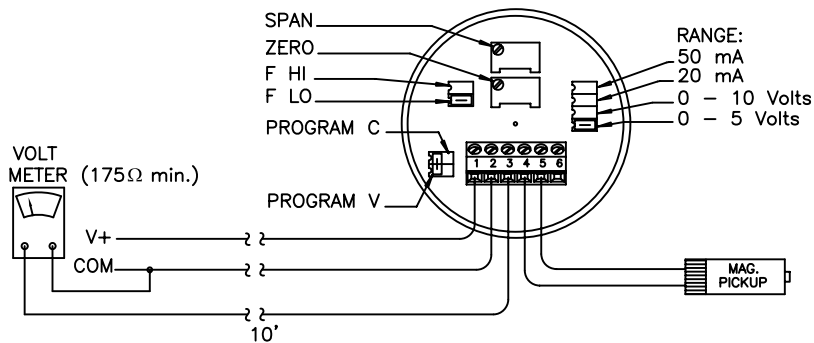 SPAN
ZERO
F HI
F LO
PROGRAM C
PROGRAM V
RANGE:
50 mA
20 mA
0 - 10 Volts
0 - 5 Volts
1 2 3 4 5 6
VOLT
METER (175Ω min.)
V+
COM
10'
MAG.
PICKUP